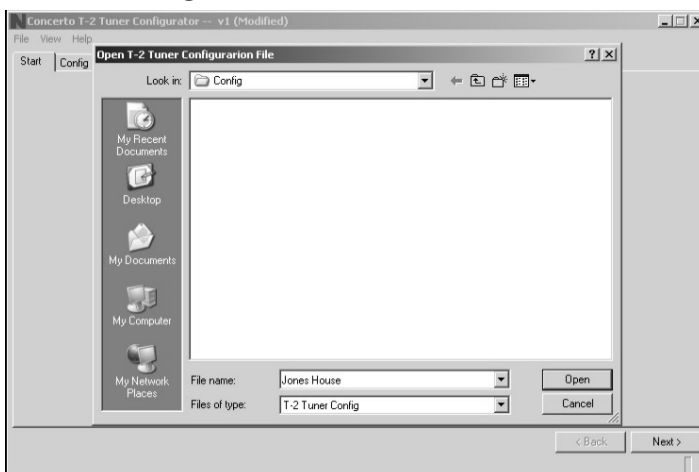 Concerto T-2 Tuner Configurator -- v1 (Modified)
File View Help
Start Config
Open T-2 Tuner Configurarion File
Look in: Config
My Recent
Documents
Desktop
My Documents
My Computer
My Network
Places
File name: Jones House Open
Files of type: T-2 Tuner Config Cancel
< Back Next >